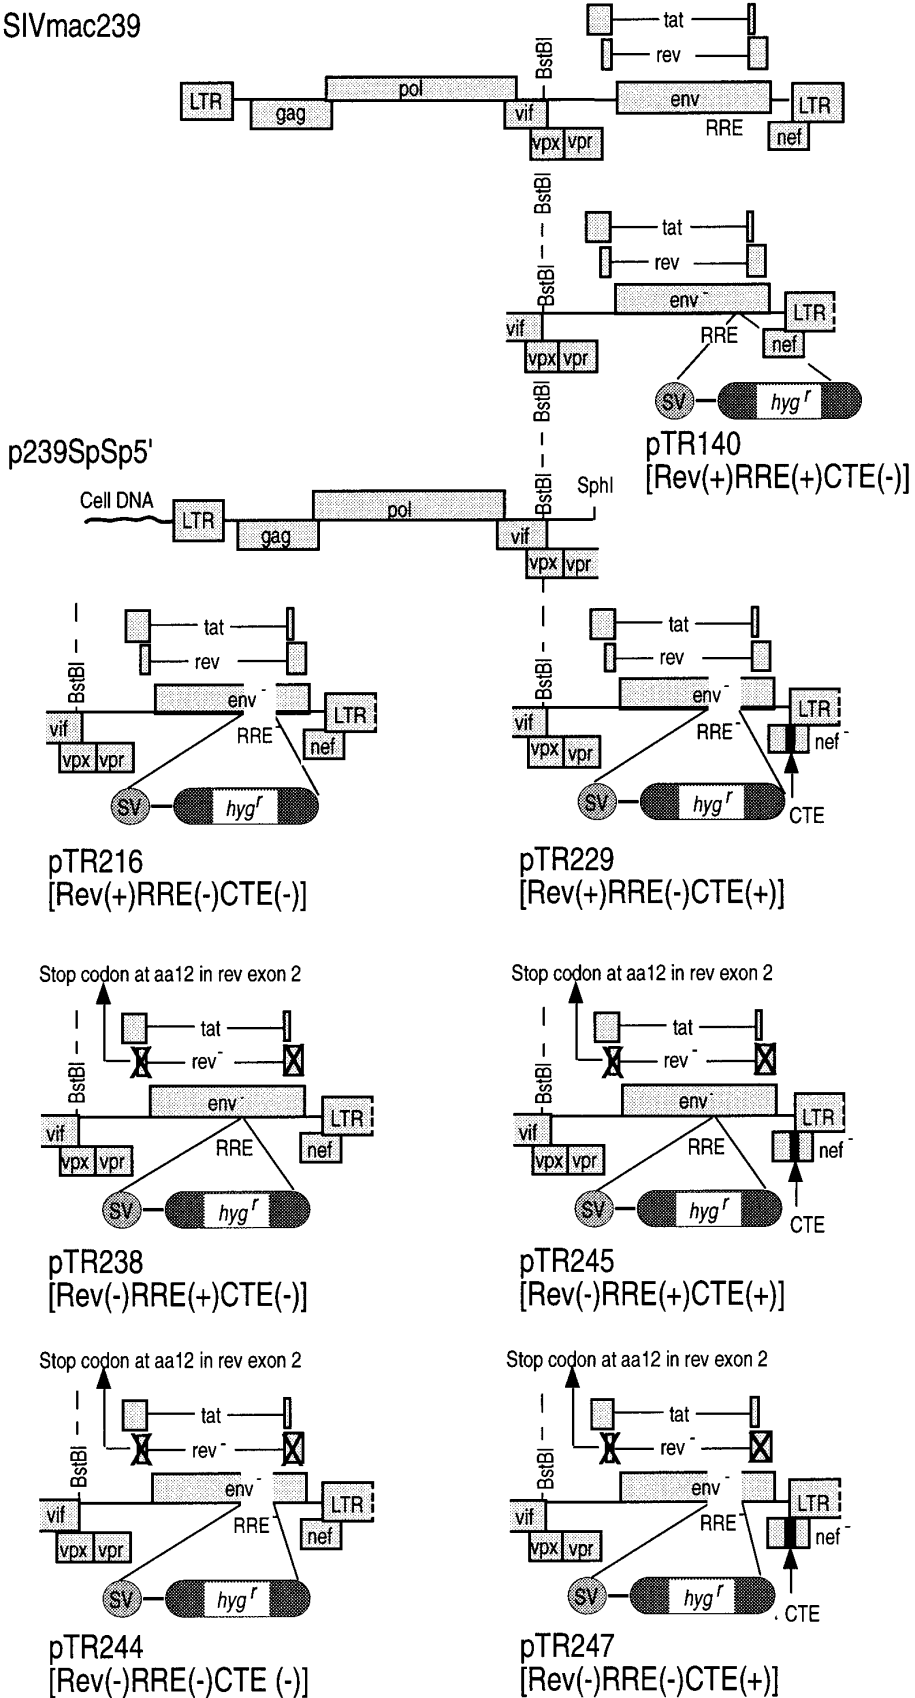 SIVmac239
tat
rev
BstBI
LTR
gag
pol
vif
vpx vpr
env
RRE
LTR
nef
BstBI
tat
rev
BstBI
env -
vif
vpx vpr
RRE
LTR
nef
SV
hyg r
BstBI
pTR140
[Rev(+)RRE(+)CTE(-)]
p239SpSp5'
Cell DNA
LTR
gag
pol
BstBI
SphI
vif
vpx vpr
tat
rev
BstBI
env -
vif
vpx vpr
RRE -
LTR
nef
SV
hyg r
pTR216
[Rev(+)RRE(-)CTE(-)]
tat
rev
BstBI
env -
vif
vpx vpr
RRE -
LTR
nef -
SV
hyg r
CTE
pTR229
[Rev(+)RRE(-)CTE(+)]
Stop codon at aa12 in rev exon 2
tat
rev -
BstBI
env -
vif
vpx vpr
RRE
LTR
nef
SV
hyg r
pTR238
[Rev(-)RRE(+)CTE(-)]
Stop codon at aa12 in rev exon 2
tat
rev -
BstBI
env -
vif
vpx vpr
RRE
LTR
nef -
SV
hyg r
CTE
pTR245
[Rev(-)RRE(+)CTE(+)]
Stop codon at aa12 in rev exon 2
tat
rev -
BstBI
env -
vif
vpx vpr
RRE -
LTR
nef
SV
hyg r
pTR244
[Rev(-)RRE(-)CTE (-)]
Stop codon at aa12 in rev exon 2
tat
rev -
BstBI
env -
vif
vpx vpr
RRE -
LTR
nef -
SV
hyg r
CTE
pTR247
[Rev(-)RRE(-)CTE(+)]